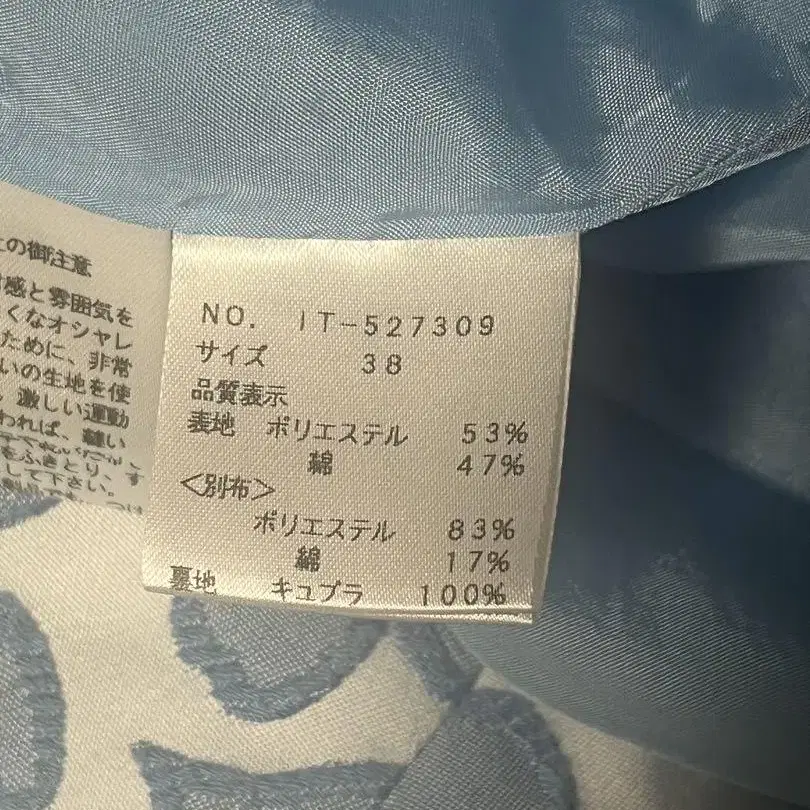 の御注意
感と雰囲気を
くなオシャレ
ために、非常
いの生地を使
激しい運動
われば、縫い
をふきとり、す
して下さい。
NO. IT-527309
サイズ 38
品質表示
表地 ポリエステル 53%
綿 47%
<別布>
ポリエステル 83%
綿 17%
裏地 キュプラ 100%